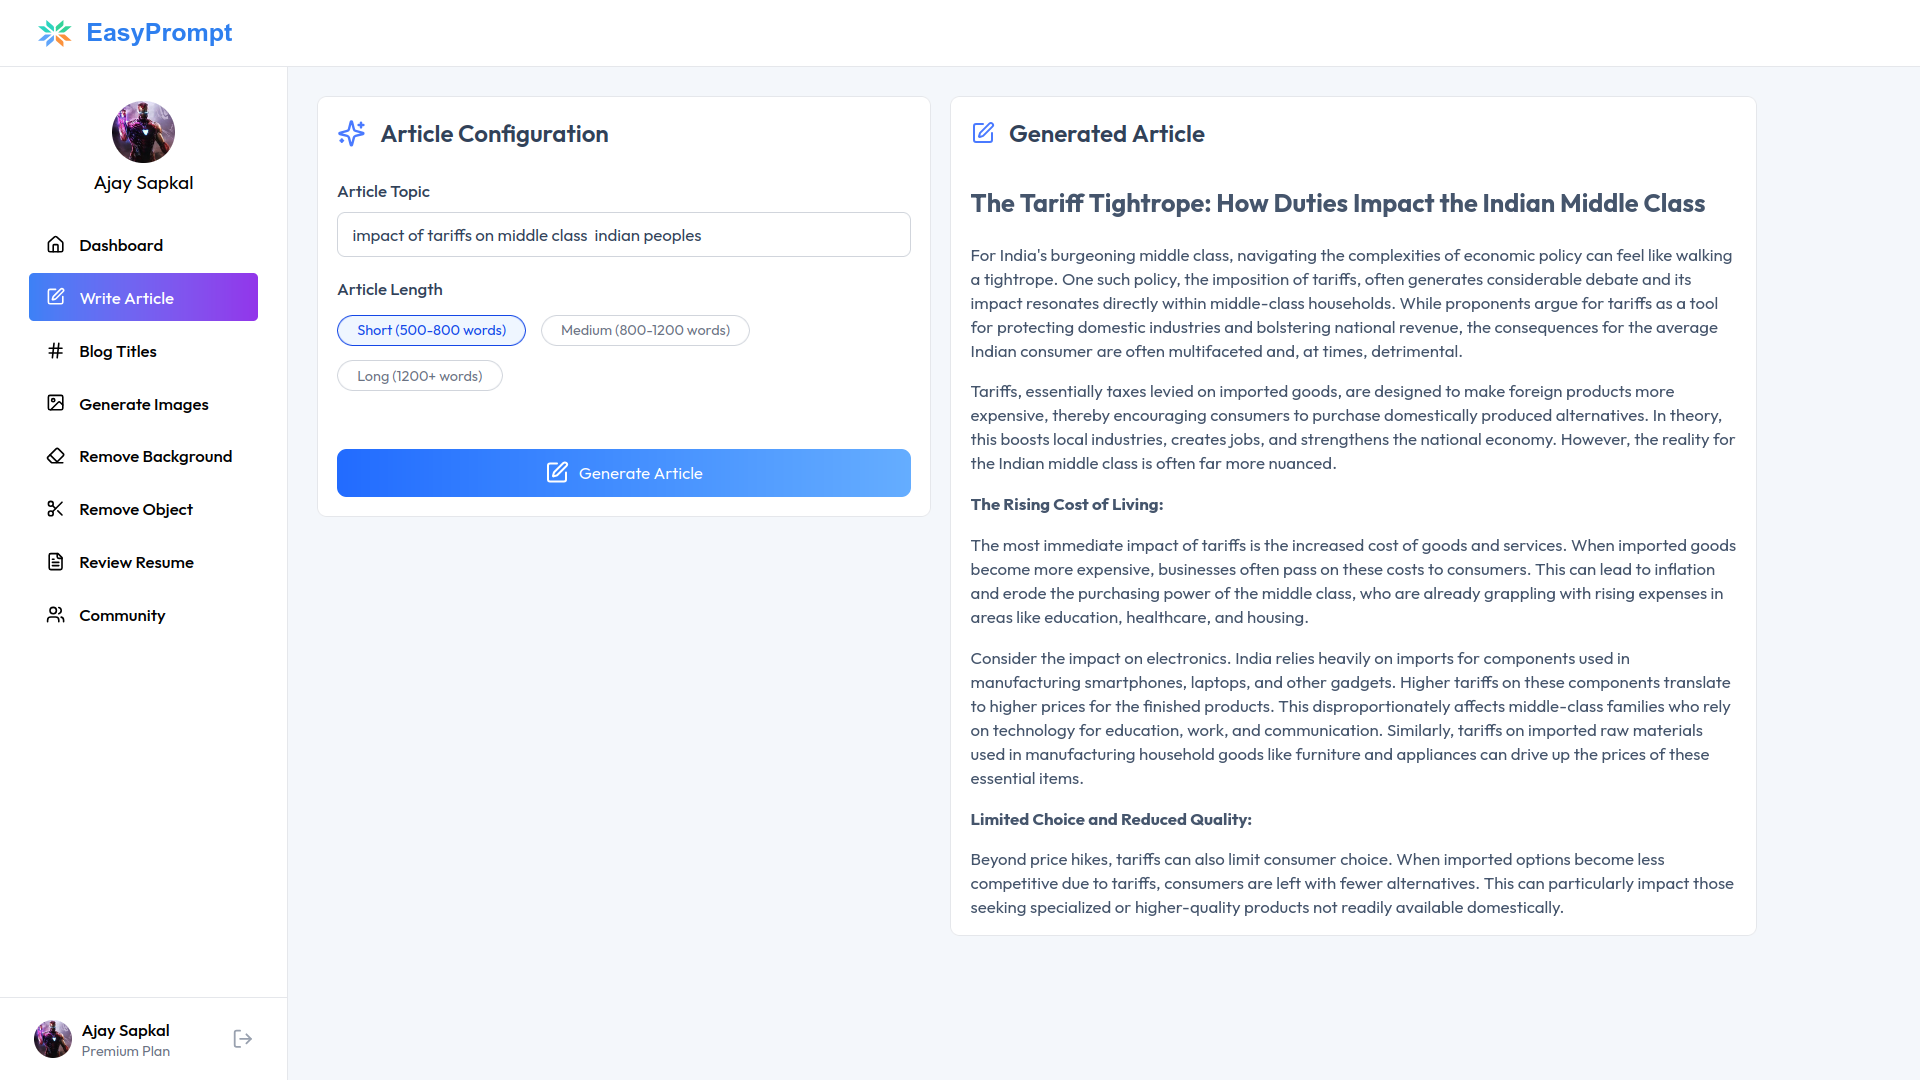 EasyPrompt
Ajay Sapkal
Dashboard
Write Article
Blog Titles
Generate Images
Remove Background
Remove Object
Review Resume
Community
Ajay Sapkal
Premium Plan
Article Configuration
Article Topic
impact of tariffs on middle class  indian peoples
Article Length
Short (500-800 words)
Medium (800-1200 words)
Long (1200+ words)
Generate Article
Generated Article
The Tariff Tightrope: How Duties Impact the Indian Middle Class
For India's burgeoning middle class, navigating the complexities of economic policy can feel like walking
a tightrope. One such policy, the imposition of tariffs, often generates considerable debate and its
impact resonates directly within middle-class households. While proponents argue for tariffs as a tool
for protecting domestic industries and bolstering national revenue, the consequences for the average
Indian consumer are often multifaceted and, at times, detrimental.
Tariffs, essentially taxes levied on imported goods, are designed to make foreign products more
expensive, thereby encouraging consumers to purchase domestically produced alternatives. In theory,
this boosts local industries, creates jobs, and strengthens the national economy. However, the reality for
the Indian middle class is often far more nuanced.
The Rising Cost of Living:
The most immediate impact of tariffs is the increased cost of goods and services. When imported goods
become more expensive, businesses often pass on these costs to consumers. This can lead to inflation
and erode the purchasing power of the middle class, who are already grappling with rising expenses in
areas like education, healthcare, and housing.
Consider the impact on electronics. India relies heavily on imports for components used in
manufacturing smartphones, laptops, and other gadgets. Higher tariffs on these components translate
to higher prices for the finished products. This disproportionately affects middle-class families who rely
on technology for education, work, and communication. Similarly, tariffs on imported raw materials
used in manufacturing household goods like furniture and appliances can drive up the prices of these
essential items.
Limited Choice and Reduced Quality:
Beyond price hikes, tariffs can also limit consumer choice. When imported options become less
competitive due to tariffs, consumers are left with fewer alternatives. This can particularly impact those
seeking specialized or higher-quality products not readily available domestically.